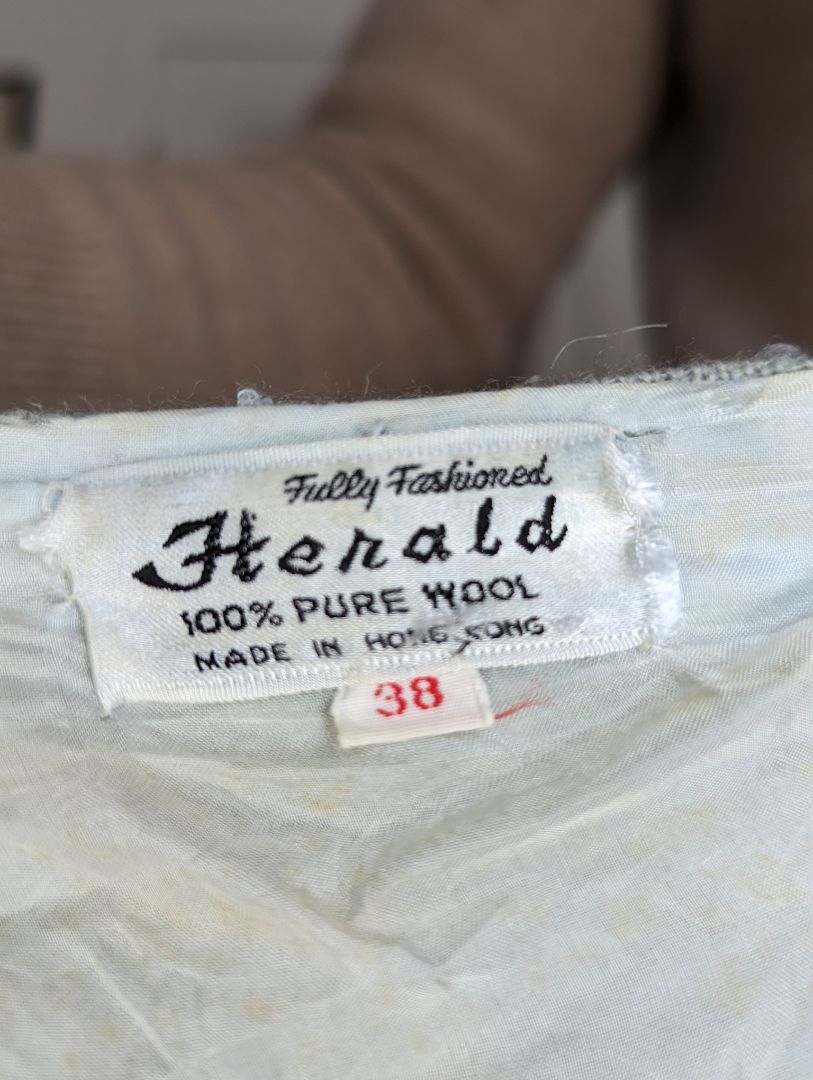 Fully Fashioned
Herald
100% PURE WOOL
MADE IN HONG KONG
38